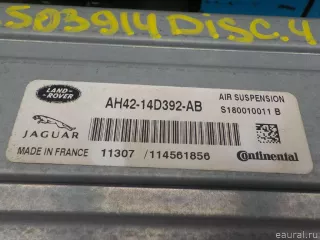 503914 DISC.4
LAND-
ROVER
AH42-14D392-AB
AIR SUSPENSION
S180010011 B
JAGUAR
MADE IN FRANCE
11307 /114561856
Continental
eaural.ru